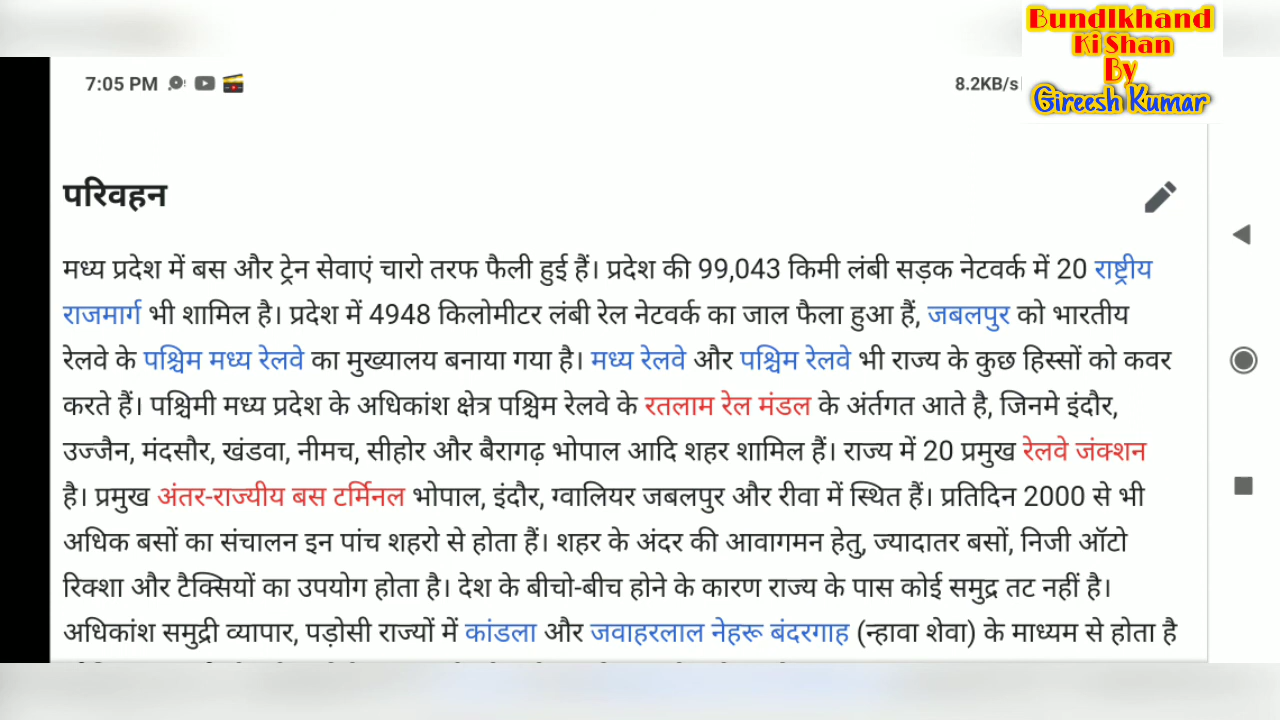 Bundlkhand
Ki Shan
By
Gireesh Kumar
7:05 PM
8.2KB/s
परिवहन
मध्य प्रदेश में बस और ट्रेन सेवाएं चारो तरफ फैली हुई हैं। प्रदेश की 99,043 किमी लंबी सड़क नेटवर्क में 20 राष्ट्रीय
राजमार्ग भी शामिल है। प्रदेश में 4948 किलोमीटर लंबी रेल नेटवर्क का जाल फैला हुआ हैं, जबलपुर को भारतीय
रेलवे के पश्चिम मध्य रेलवे का मुख्यालय बनाया गया है। मध्य रेलवे और पश्चिम रेलवे भी राज्य के कुछ हिस्सों को कवर
करते हैं। पश्चिमी मध्य प्रदेश के अधिकांश क्षेत्र पश्चिम रेलवे के रतलाम रेल मंडल के अंर्तगत आते है, जिनमे इंदौर,
उज्जैन, मंदसौर, खंडवा, नीमच, सीहोर और बैरागढ़ भोपाल आदि शहर शामिल हैं। राज्य में 20 प्रमुख रेलवे जंक्शन
है। प्रमुख अंतर-राज्यीय बस टर्मिनल भोपाल, इंदौर, ग्वालियर जबलपुर और रीवा में स्थित हैं। प्रतिदिन 2000 से भी
अधिक बसों का संचालन इन पांच शहरो से होता हैं। शहर के अंदर की आवागमन हेतु, ज्यादातर बसों, निजी ऑटो
रिक्शा और टैक्सियों का उपयोग होता है। देश के बीचो-बीच होने के कारण राज्य के पास कोई समुद्र तट नहीं है।
अधिकांश समुद्री व्यापार, पड़ोसी राज्यों में कांडला और जवाहरलाल नेहरू बंदरगाह (न्हावा शेवा) के माध्यम से होता है